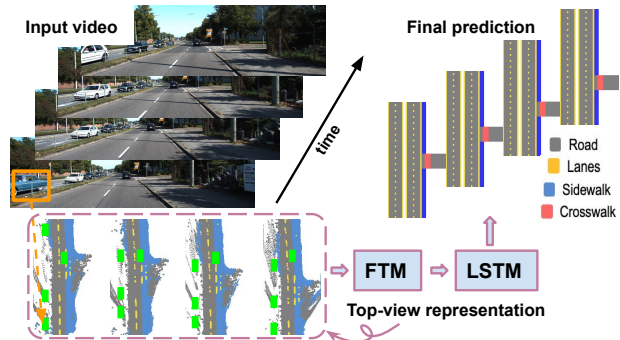 Input video
Final prediction
time
Road
Lanes
Sidewalk
Crosswalk
FTM
LSTM
Top-view representation